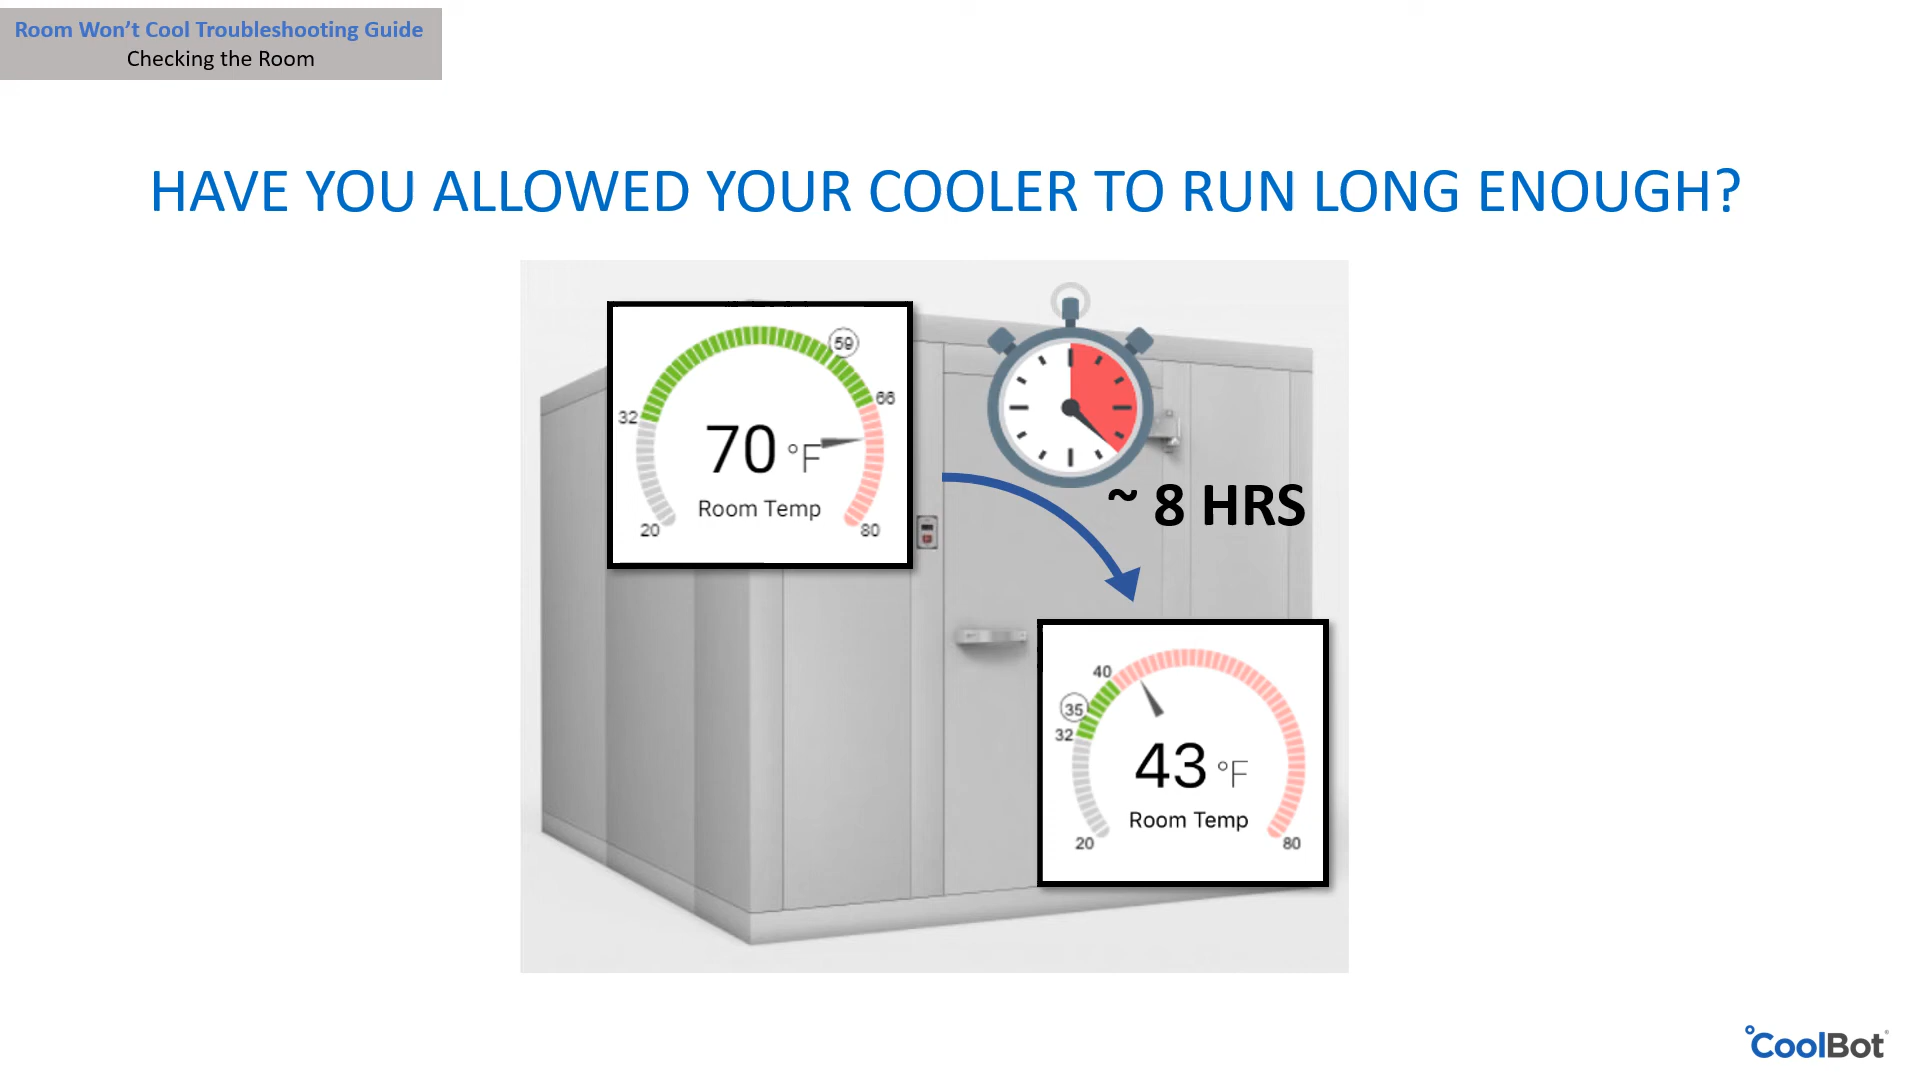 Room Won’t Cool Troubleshooting Guide
Checking the Room
HAVE YOU ALLOWED YOUR COOLER TO RUN LONG ENOUGH?
59
66
32
70 °F
Room Temp
20
80
~ 8 HRS
40
35
32
43 °F
Room Temp
20
80
CoolBot